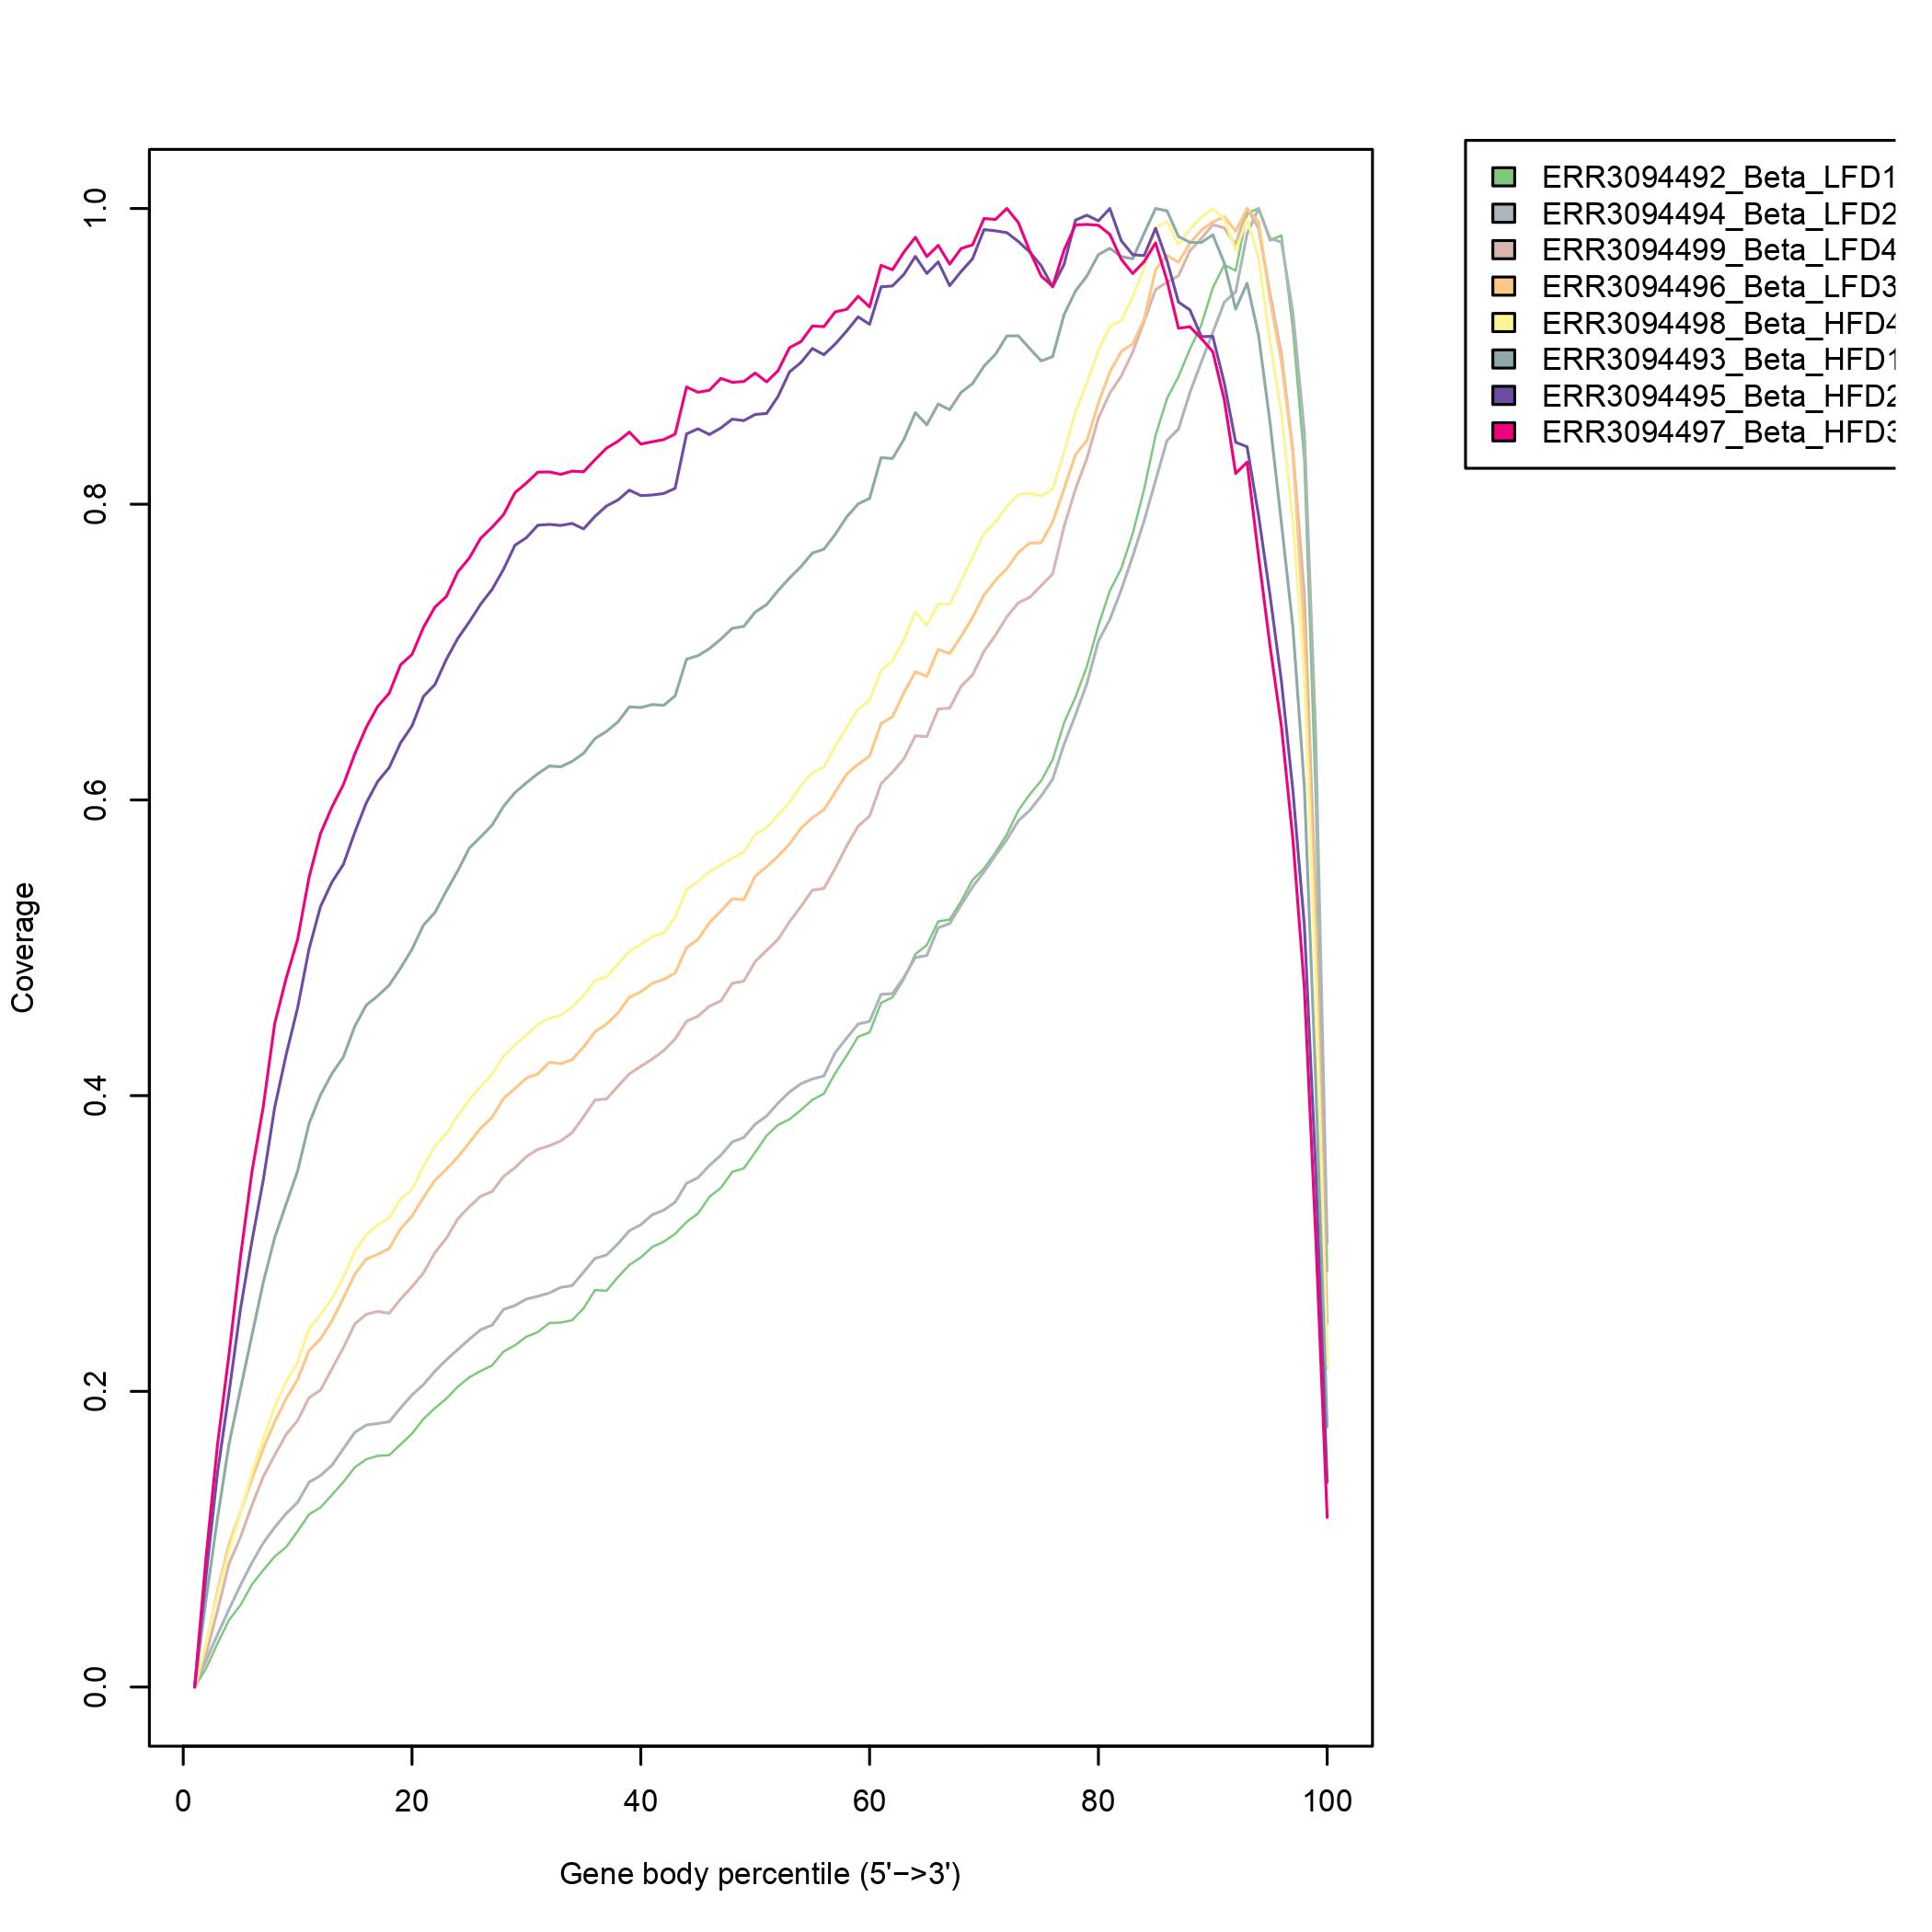 ERR3094492_Beta_LFD1
ERR3094494_Beta_LFD2
ERR3094499_Beta_LFD4
ERR3094496_Beta_LFD3
ERR3094498_Beta_HFD4
ERR3094493_Beta_HFD1
ERR3094495_Beta_HFD2
ERR3094497_Beta_HFD3
1.0
0.8
0.6
0.4
0.2
0.0
Coverage
0 20 40 60 80 100
Gene body percentile (5'−>3')